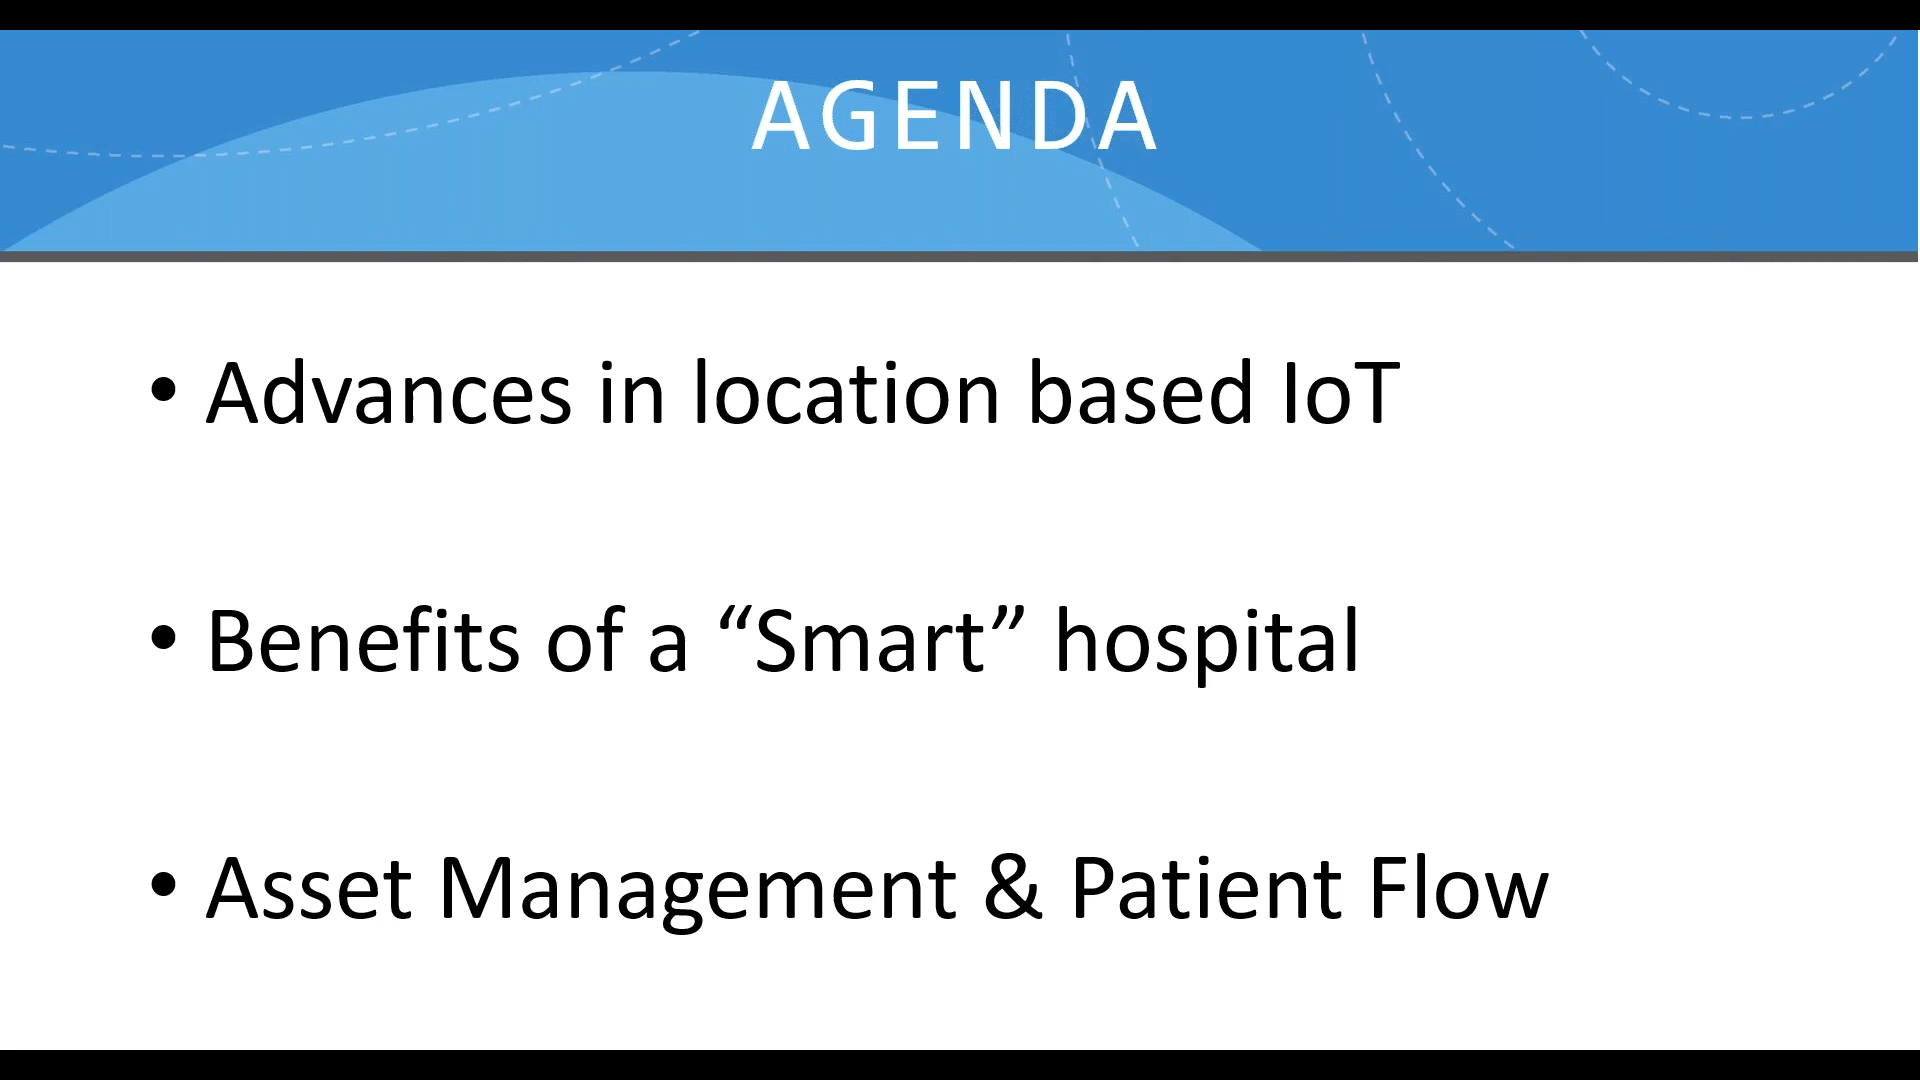 AGENDA
• Advances in location based IoT
• Benefits of a “Smart” hospital
• Asset Management & Patient Flow